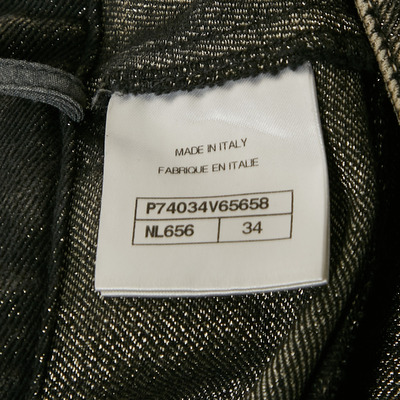 MADE IN ITALY
FABRIQUE EN ITALIE
P74034V65658
NL656 34